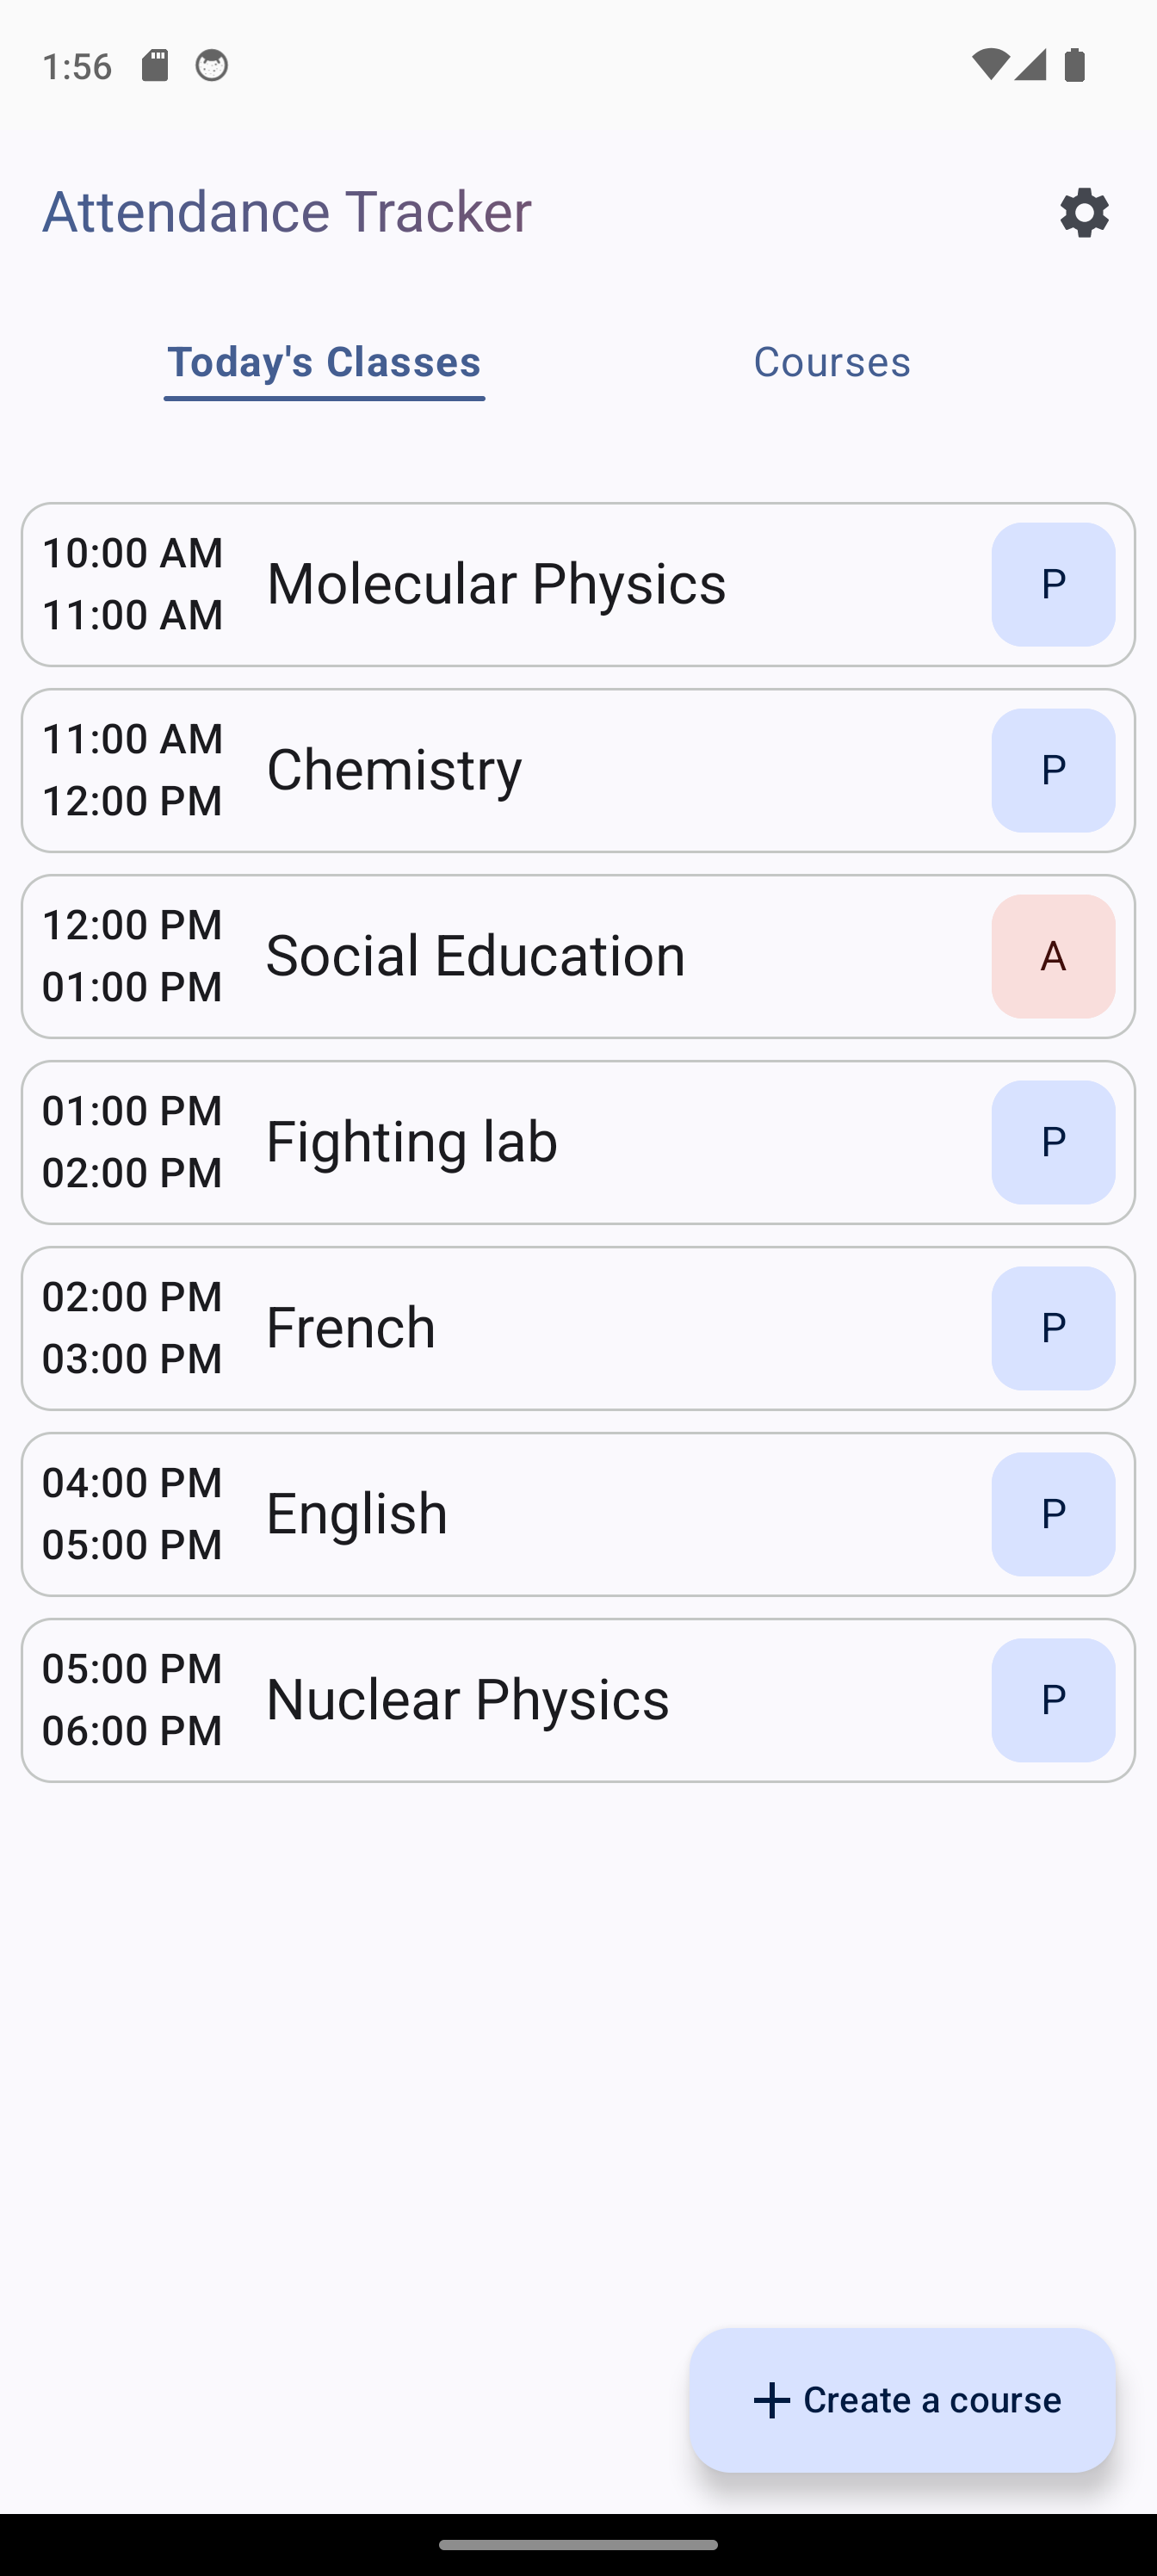 1:56
Attendance Tracker
Today's Classes
Courses
10:00 AM
11:00 AM
Molecular Physics
P
11:00 AM
12:00 PM
Chemistry
P
12:00 PM
01:00 PM
Social Education
A
01:00 PM
02:00 PM
Fighting lab
P
02:00 PM
03:00 PM
French
P
04:00 PM
05:00 PM
English
P
05:00 PM
06:00 PM
Nuclear Physics
P
Create a course